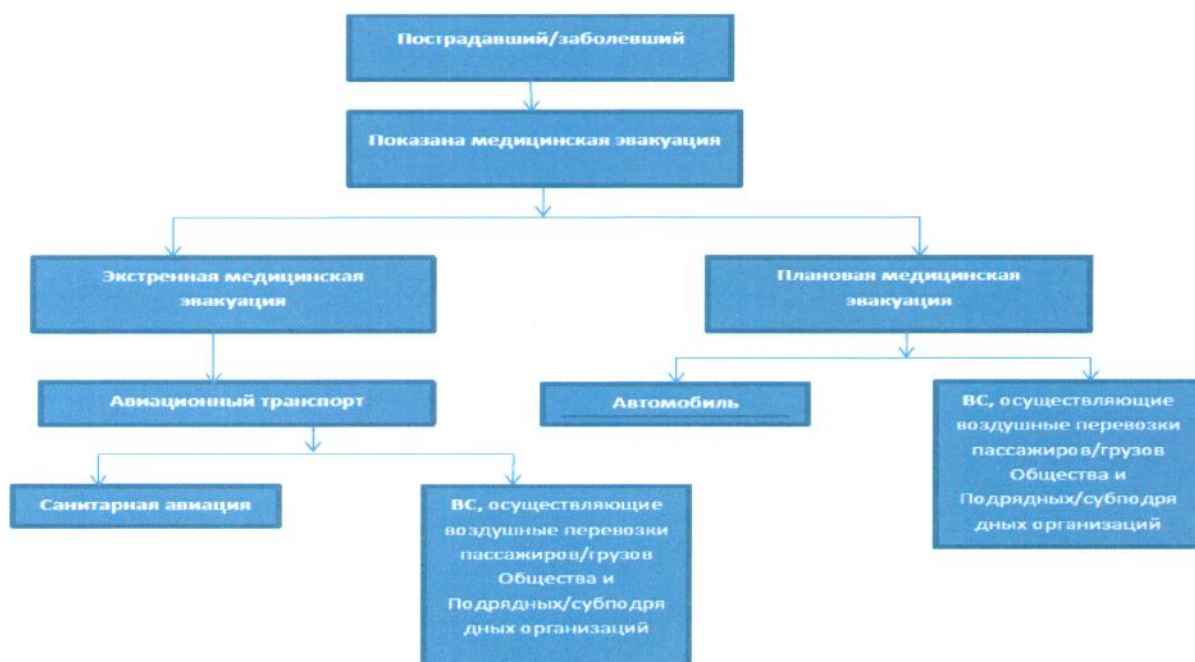 Пострадавший/заболевший
Показана медицинская эвакуация
Экстренная медицинская
эвакуация
Плановая медицинская
эвакуация
Авиационный транспорт
Автомобиль
ВС, осуществляющие
воздушные перевозки
пассажиров/грузов
Общества и
Подрядных/субподря
дных организаций
Санитарная авиация
ВС, осуществляющие
воздушные перевозки
пассажиров/грузов
Общества и
Подрядных/субподря
дных организаций